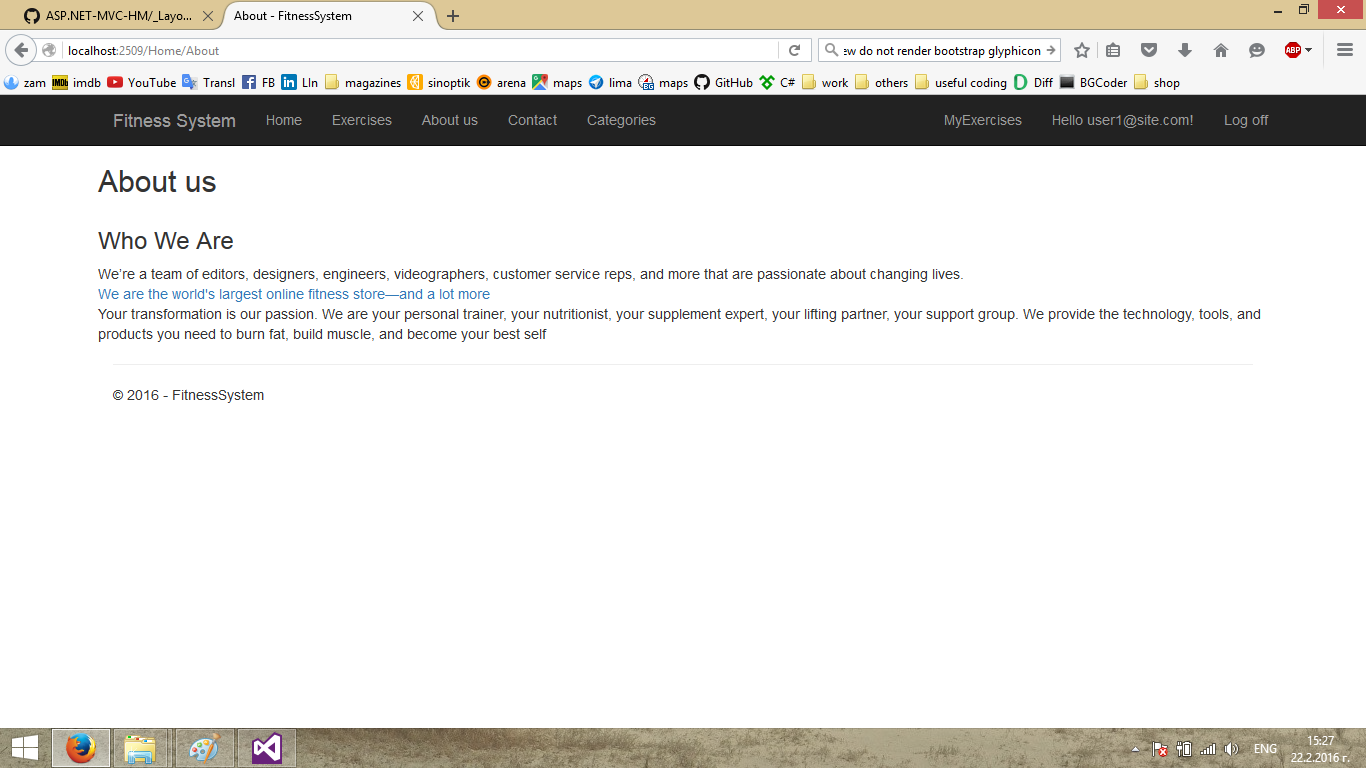 ASP.NET-MVC-HM/_Layo...
About - FitnessSystem
localhost:2509/Home/About
ew do not render bootstrap glyphicon
ABP
zam
IMDb imdb
YouTube
Transl
FB
LIn
magazines
sinoptik
arena
maps
lima
BG maps
GitHub
C#
work
others
useful coding
Diff
BGCoder
shop
Fitness System Home Exercises About us Contact Categories MyExercises Hello user1@site.com! Log off
About us
Who We Are
We’re a team of editors, designers, engineers, videographers, customer service reps, and more that are passionate about changing lives.
We are the world's largest online fitness store—and a lot more
Your transformation is our passion. We are your personal trainer, your nutritionist, your supplement expert, your lifting partner, your support group. We provide the technology, tools, and
products you need to burn fat, build muscle, and become your best self
© 2016 - FitnessSystem
ENG
15:27
22.2.2016 г.